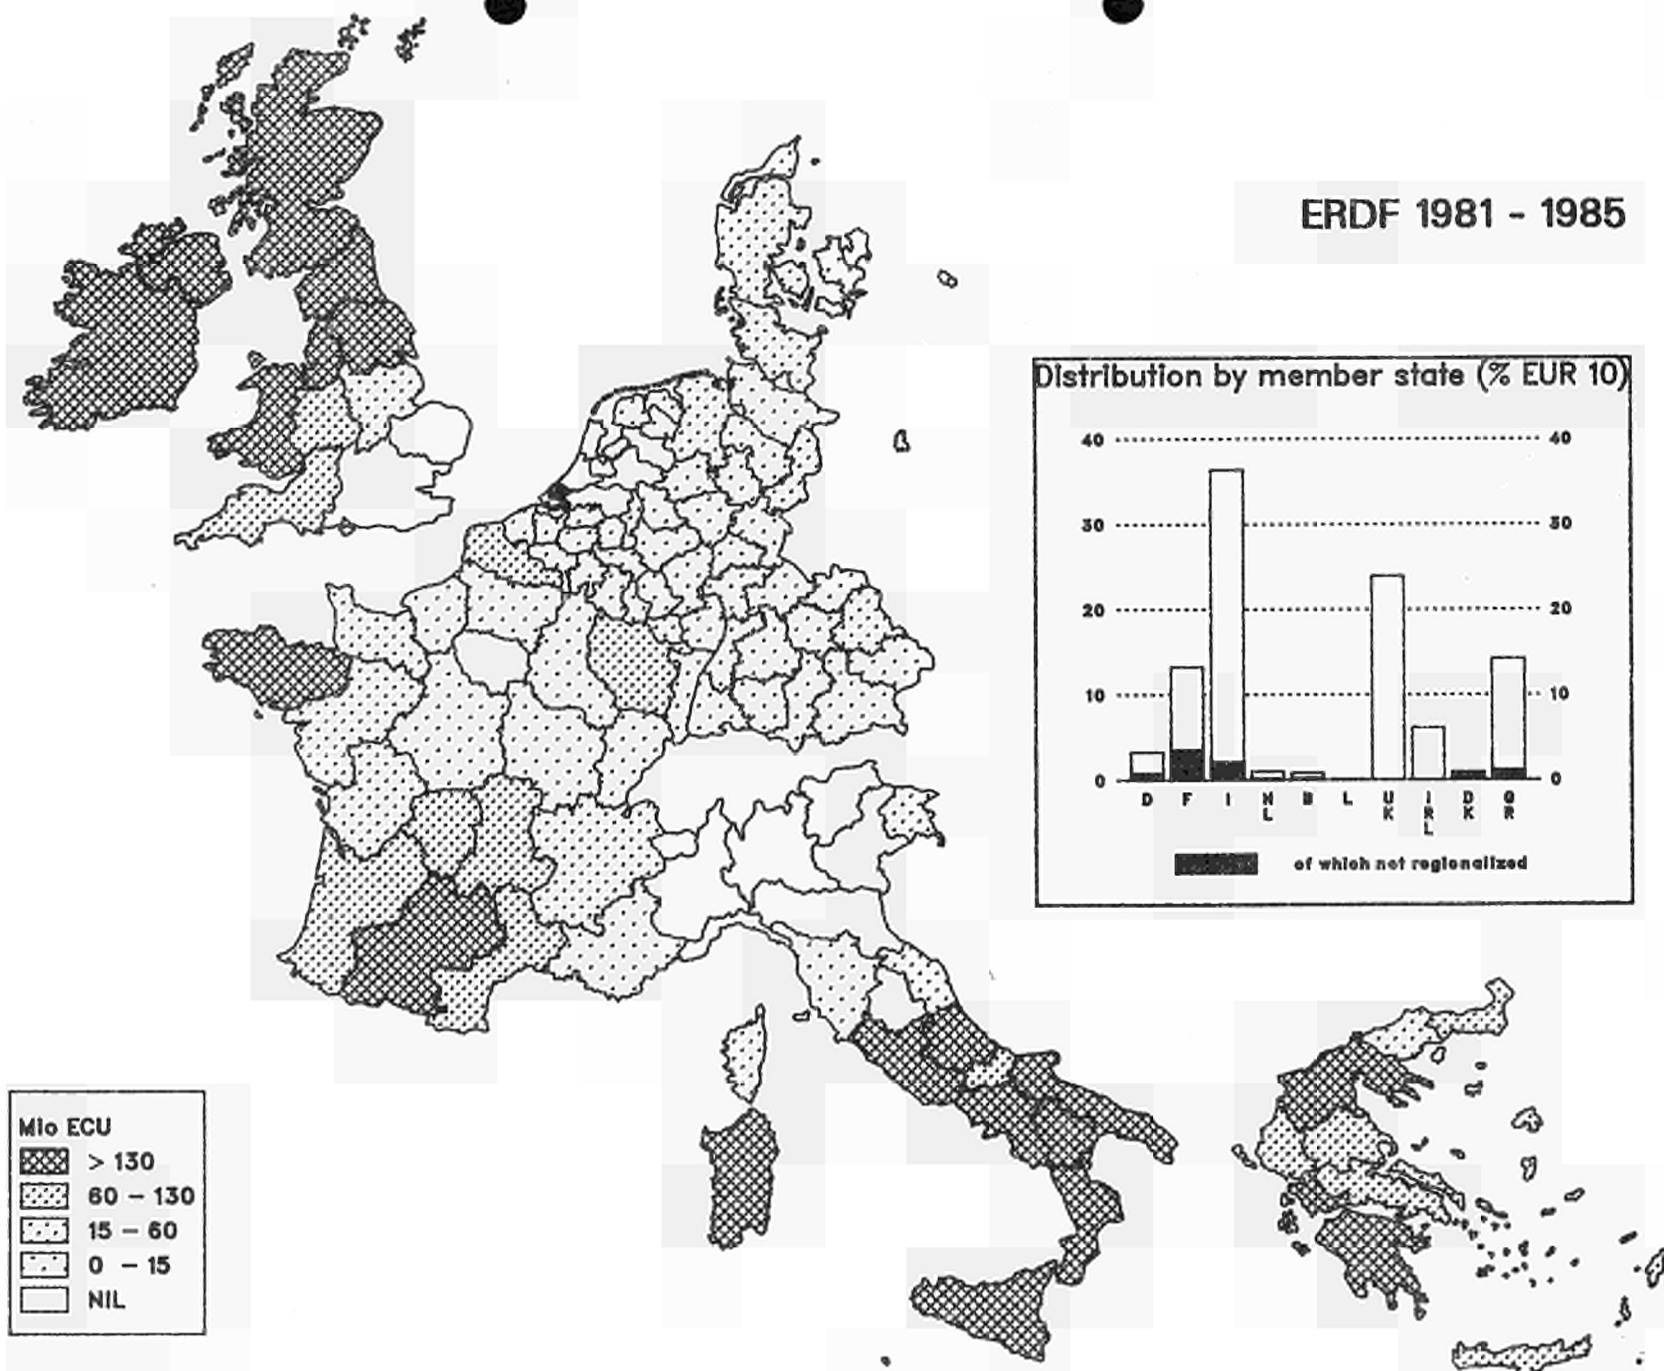 ERDF 1981 - 1985
Distribution by member state (% EUR 10)
40 40
30 30
20 20
10 10
0 0
D F I NL B L UK IRL DK GR
of which not regionalized
Mio ECU
> 130
60 - 130
15 - 60
0 - 15
NIL